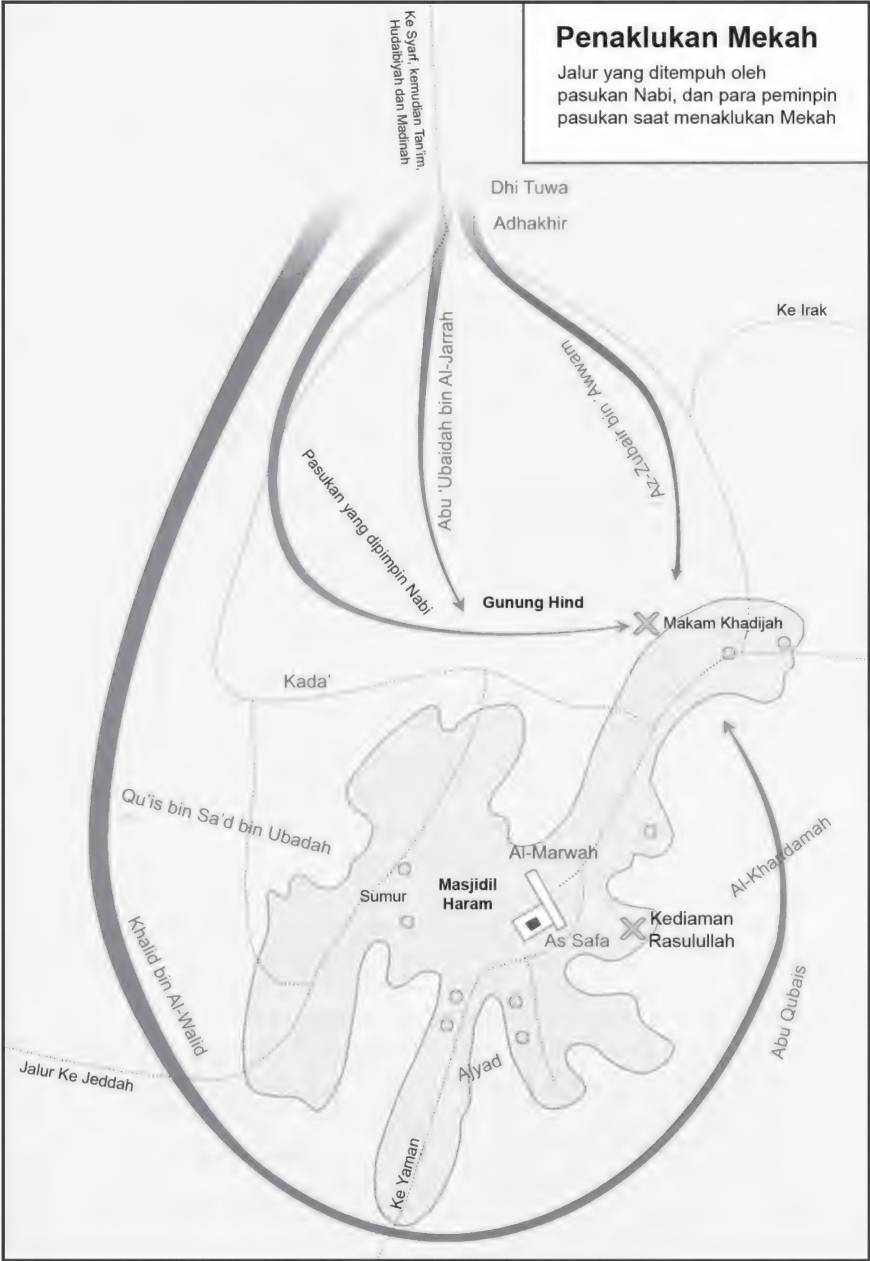 Penaklukan Mekah
Jalur yang ditempuh oleh
pasukan Nabi, dan para peminpin
pasukan saat menaklukan Mekah
Ke Syarf, kemudian Tan'im,
Hudaibiyah dan Madinah
Dhi Tuwa
Adhakhir
Ke Irak
Abu 'Ubaidah bin Al-Jarrah
Az-Zubair bin 'Awwam
Pasukan yang dipimpin Nabi
Gunung Hind
Makam Khadijah
Kada'
Qu'is bin Sa'd bin Ubadah
Al-Marwah
Al-Khandamah
Sumur
Masjidil
Haram
As Safa
Kediaman
Rasulullah
Khalid bin Al-Walid
Abu Qubais
Jalur Ke Jeddah
Ajyad
Ke Yaman